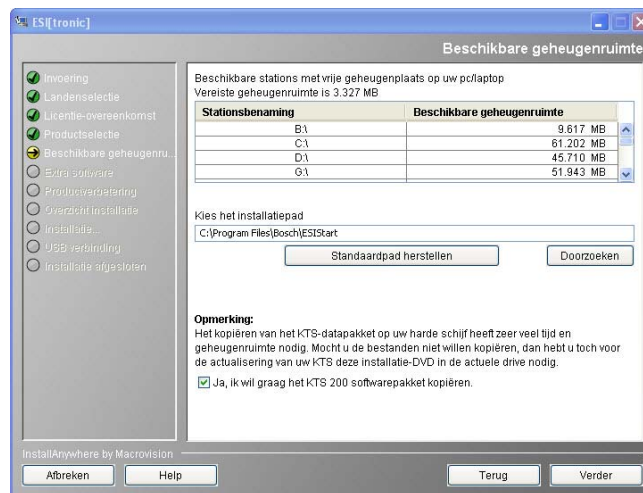 ESI[tronic]
Beschikbare geheugenruimte
Invoering
Landenselectie
Licentie-overeenkomst
Productselectie
Beschikbare geheugenru...
Extra software
Productverbetering
Overzicht installatie
Installatie...
USB verbinding
Installatie afgesloten
Beschikbare stations met vrije geheugenplaats op uw pc/laptop
Vereiste geheugenruimte is 3.327 MB
Stationsbenaming Beschikbare geheugenruimte
B:\ 9.617 MB
C:\ 61.202 MB
D:\ 45.710 MB
G:\ 51.943 MB
Kies het installatiepad
C:\Program Files\Bosch\ESIStart
Standaardpad herstellen Doorzoeken
Opmerking:
Het kopiëren van het KTS-datapakket op uw harde schijf heeft zeer veel tijd en
geheugenruimte nodig. Mocht u de bestanden niet willen kopiëren, dan hebt u toch voor
de actualisering van uw KTS deze installatie-DVD in de actuele drive nodig.
Ja, ik wil graag het KTS 200 softwarepakket kopiëren.
InstallAnywhere by Macrovision
Afbreken Help Terug Verder